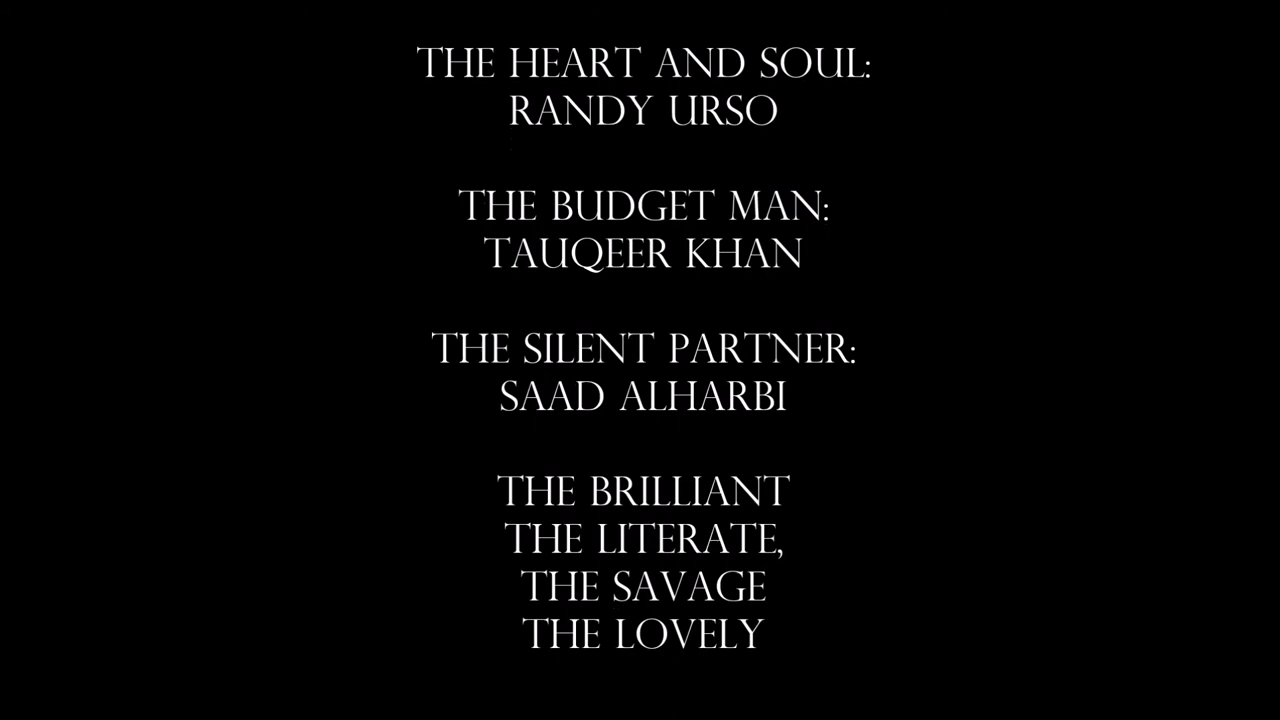 THE HEART AND SOUL:
RANDY URSO
THE BUDGET MAN:
TAUQEER KHAN
THE SILENT PARTNER:
SAAD ALHARBI
THE BRILLIANT
THE LITERATE,
THE SAVAGE
THE LOVELY